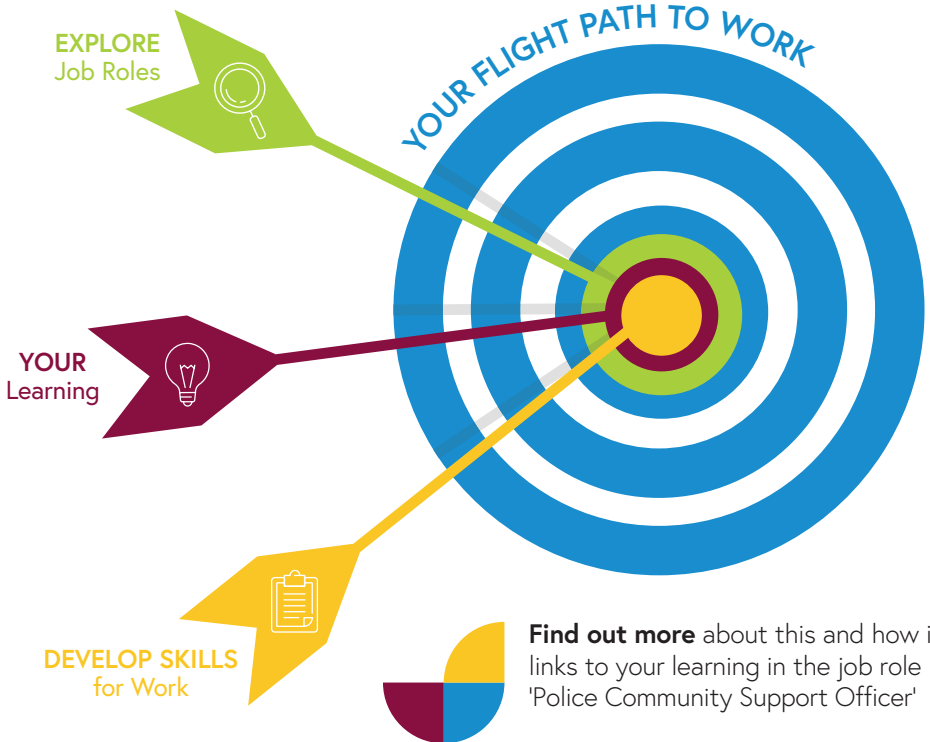 YOUR FLIGHT PATH TO WORK
EXPLORE
Job Roles
YOUR
Learning
DEVELOP SKILLS
for Work
Find out more about this and how i
links to your learning in the job role
'Police Community Support Officer'